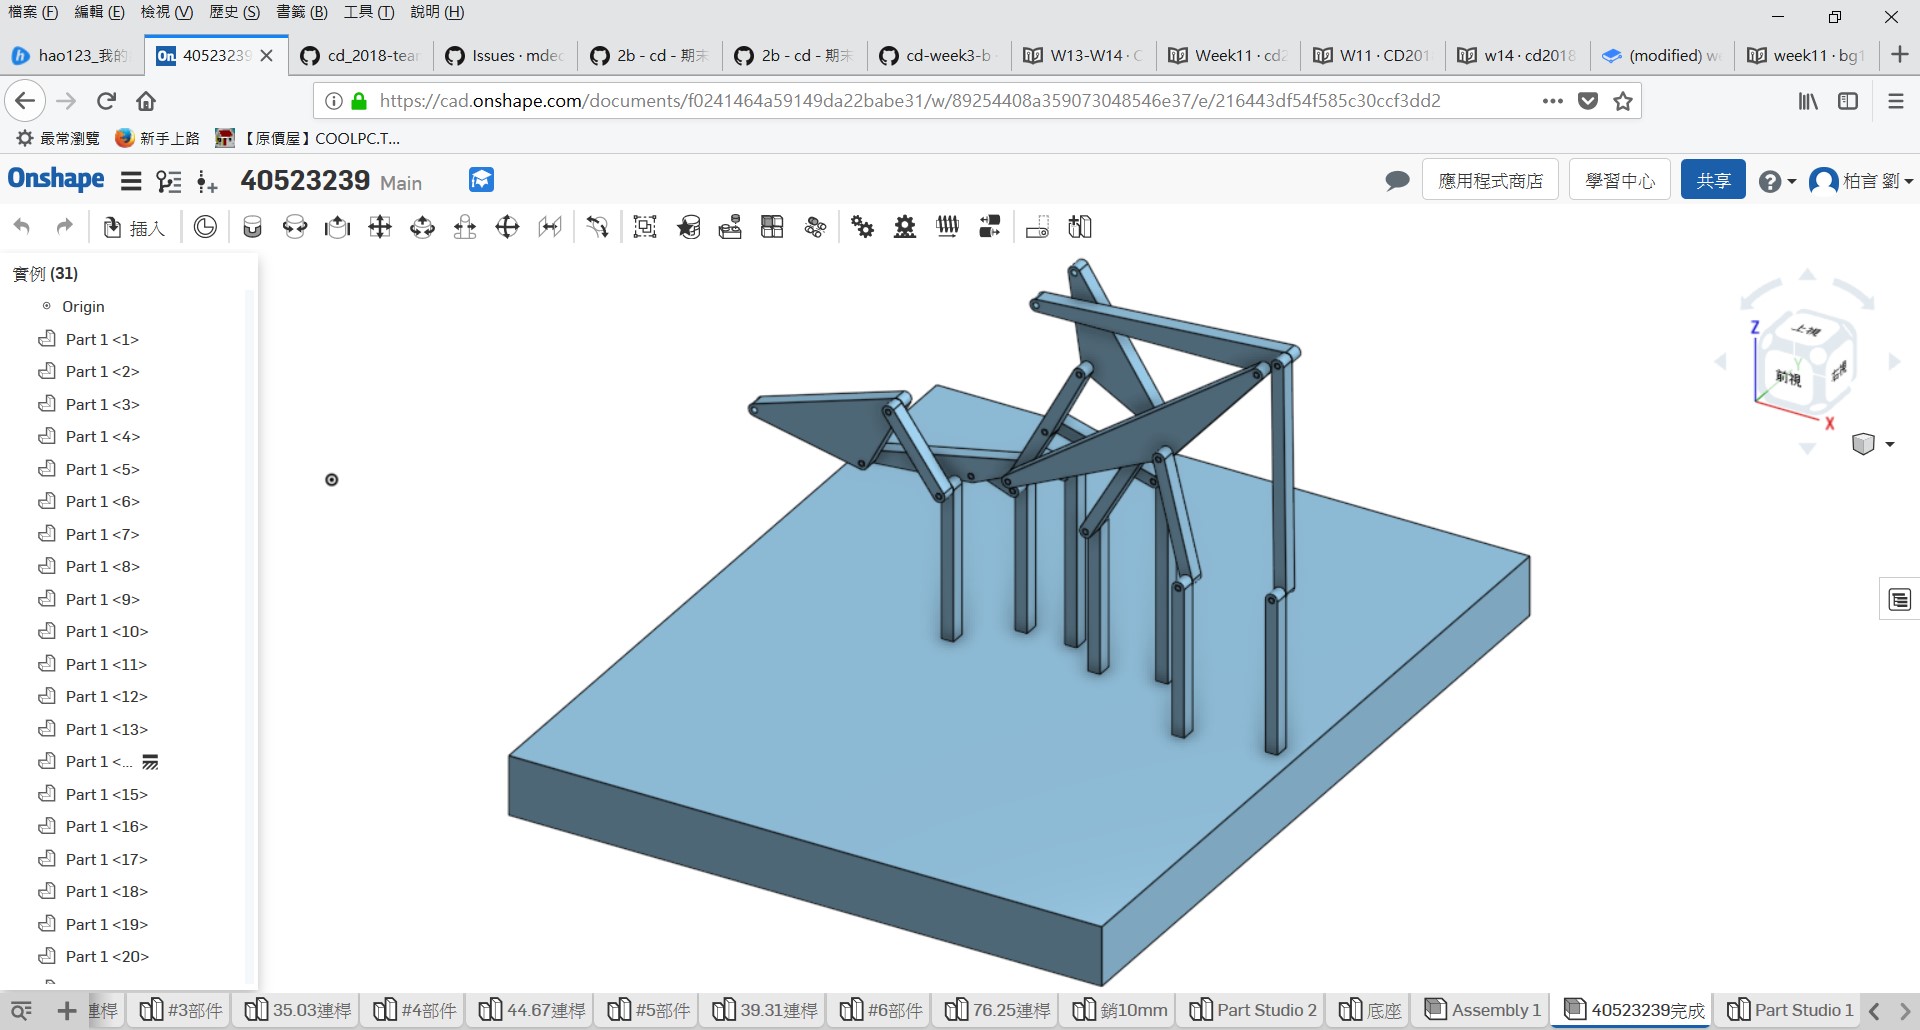 檔案 (F) 編輯 (E) 檢視 (V) 歷史 (S) 書籤 (B) 工具 (T) 說明 (H)
hao123_我的 40523239 cd_2018-tear Issues · mdec 2b - cd - 期末 2b - cd - 期末 cd-week3-b W13-W14 · C Week11 · cd2 W11 · CD201 w14 · cd2018 (modified) w week11 · bg1
https://cad.onshape.com/documents/f0241464a59149da22babe31/w/89254408a359073048546e37/e/216443df54f585c30ccf3dd2
最常瀏覽 新手上路 【原價屋】COOLPC.T...
Onshape 40523239 Main 應用程式商店 學習中心 共享 柏言 劉
插入
實例 (31)
Origin
Part 1 <1>
Part 1 <2>
Part 1 <3>
Part 1 <4>
Part 1 <5>
Part 1 <6>
Part 1 <7>
Part 1 <8>
Part 1 <9>
Part 1 <10>
Part 1 <11>
Part 1 <12>
Part 1 <13>
Part 1 <...
Part 1 <15>
Part 1 <16>
Part 1 <17>
Part 1 <18>
Part 1 <19>
Part 1 <20>
Z
上視
Y
前視 右視
X
連桿 #3部件 35.03連桿 #4部件 44.67連桿 #5部件 39.31連桿 #6部件 76.25連桿 銷10mm Part Studio 2 底座 Assembly 1 40523239完成 Part Studio 1